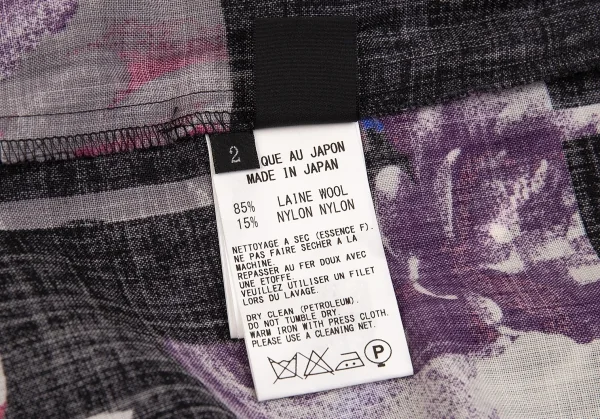 2
QUE AU JAPON
MADE IN JAPAN
85% LAINE WOOL
15% NYLON NYLON
NETTOYAGE A SEC (ESSENCE F).
NE PAS FAIRE SECHER A LA
MACHINE.
REPASSER AU FER DOUX AVEC
UNE ETOFFE.
VEUILLEZ UTILISER UN FILET
LORS DU LAVAGE.
DRY CLEAN (PETROLEUM).
DO NOT TUMBLE DRY.
WARM IRON WITH PRESS CLOTH.
PLEASE USE A CLEANING NET.
P